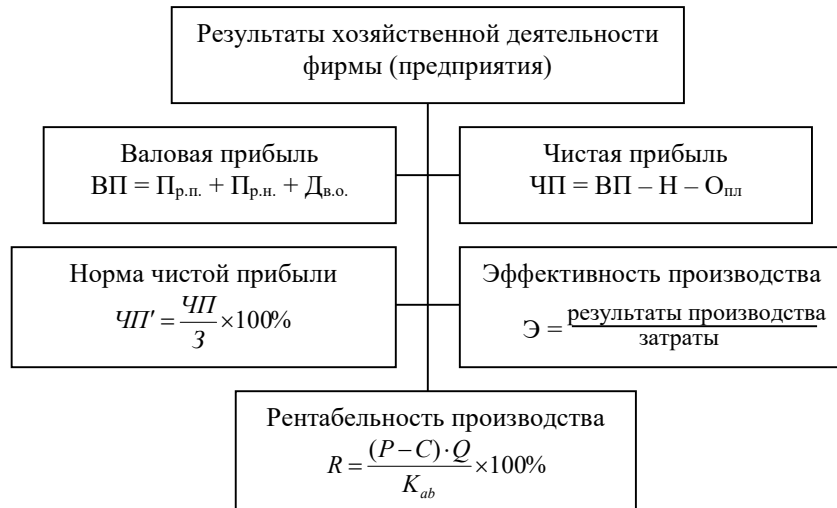 Результаты хозяйственной деятельности
фирмы (предприятия)
Валовая прибыль
ВП = Пр.п. + Пр.н. + Дв.о.
Чистая прибыль
ЧП = ВП – Н – Опл
Норма чистой прибыли
ЧП' = ЧП / З ×100%
Эффективность производства
Э = результаты производства / затраты
Рентабельность производства
R = (P – C) · Q / Kab ×100%